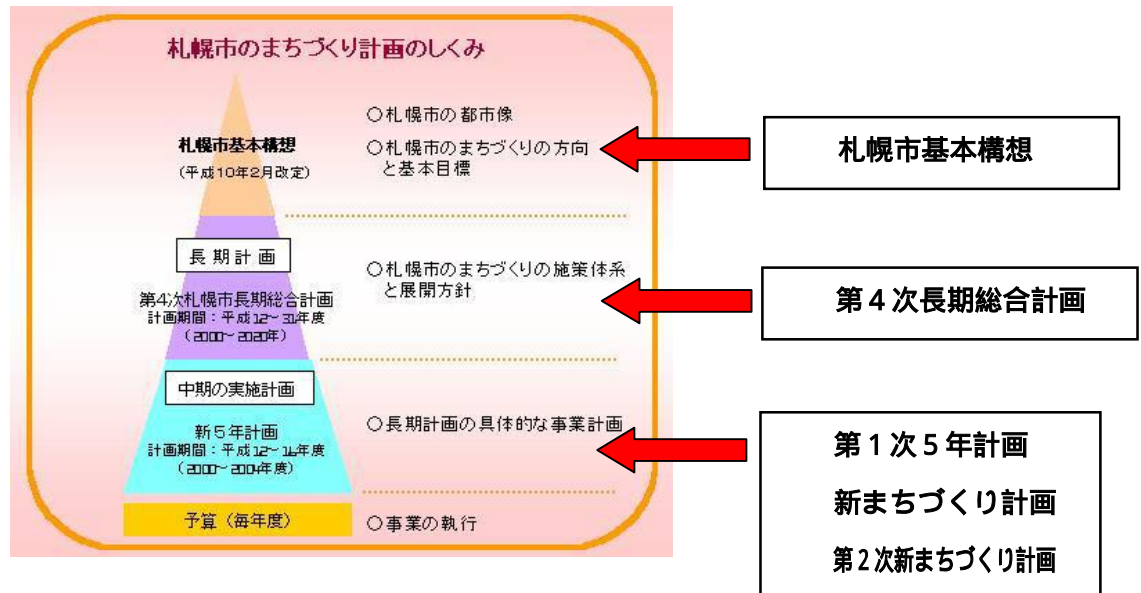 札幌市のまちづくり計画のしくみ
札幌市基本構想
(平成10年2月改定)
○札幌市の都市像
○札幌市のまちづくりの方向
と基本目標
札幌市基本構想
長期計画
第4次札幌市長期総合計画
計画期間：平成12～31年度
(2000～2020年)
○札幌市のまちづくりの施策体系
と展開方針
第４次長期総合計画
中期の実施計画
新5年計画
計画期間：平成12～16年度
(2000～2004年度)
○長期計画の具体的な事業計画
第１次５年計画
新まちづくり計画
第２次新まちづくり計画
予算(毎年度)
○事業の執行